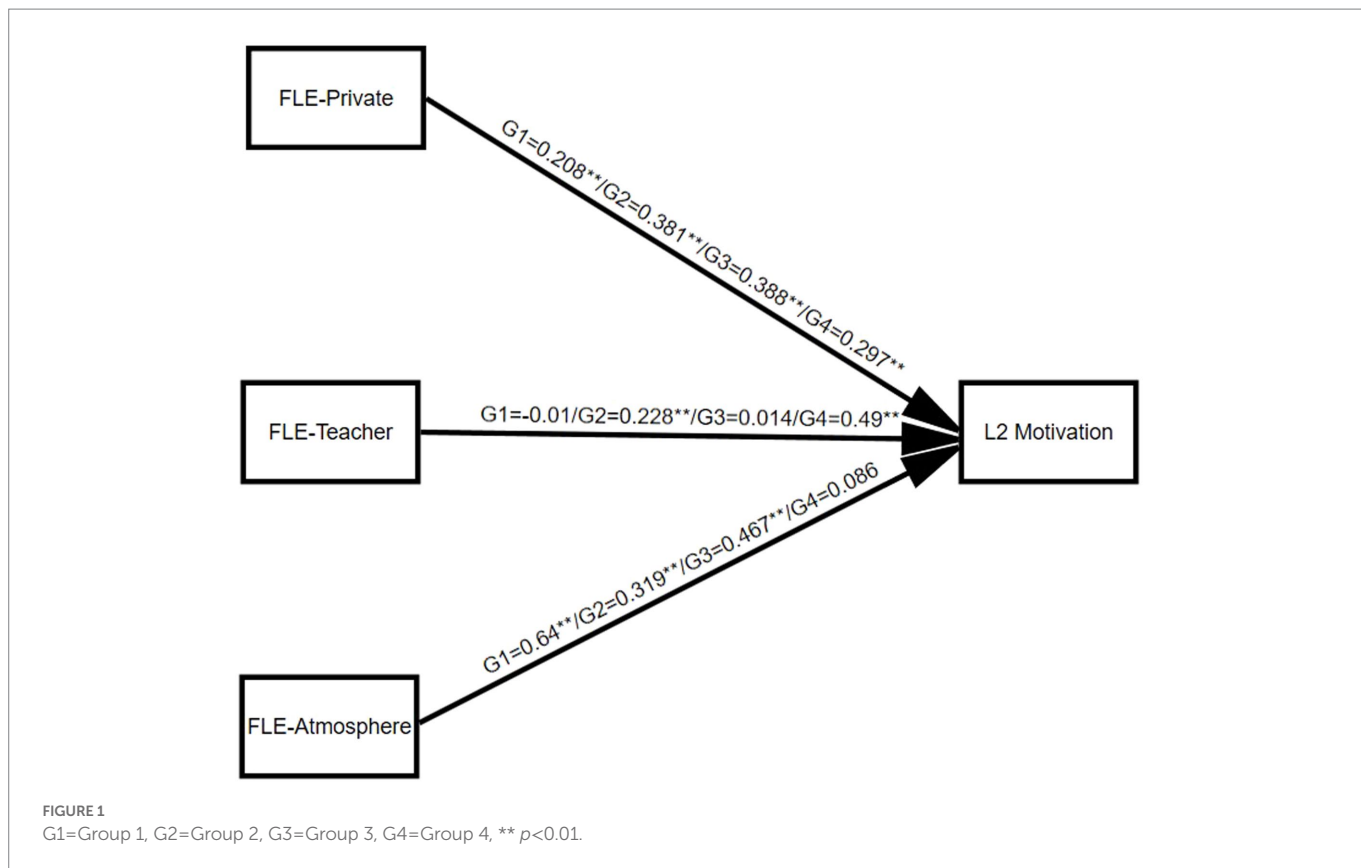 FLE-Private
G1=0.208**/G2=0.381**/G3=0.388**/G4=0.297**
FLE-Teacher
G1=-0.01/G2=0.228**/G3=0.014/G4=0.49**
L2 Motivation
G1=0.64**/G2=0.319**/G3=0.467**/G4=0.086
FLE-Atmosphere
FIGURE 1
G1=Group 1, G2=Group 2, G3=Group 3, G4=Group 4, ** p<0.01.